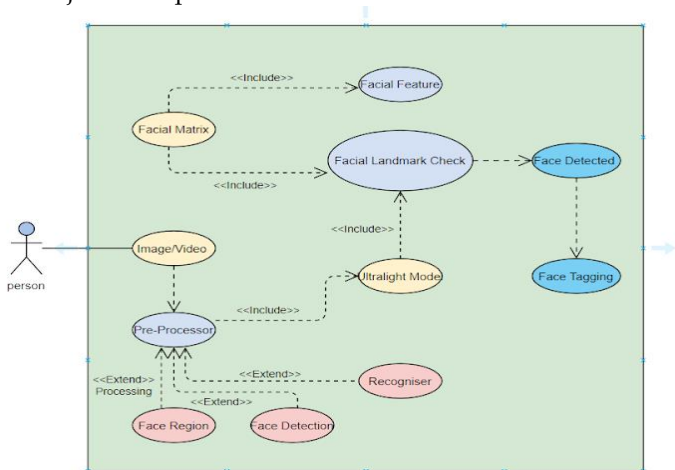 <<Include>>
Facial Feature
Facial Matrix
Facial Landmark Check
Face Detected
<<Include>>
<<Include>>
Image/Video
person
Ultralight Mode
Face Tagging
<<Include>>
Pre-Processor
<<Extend>>
Processing
<<Extend>>
Recogniser
<<Extend>>
Face Region
Face Detection